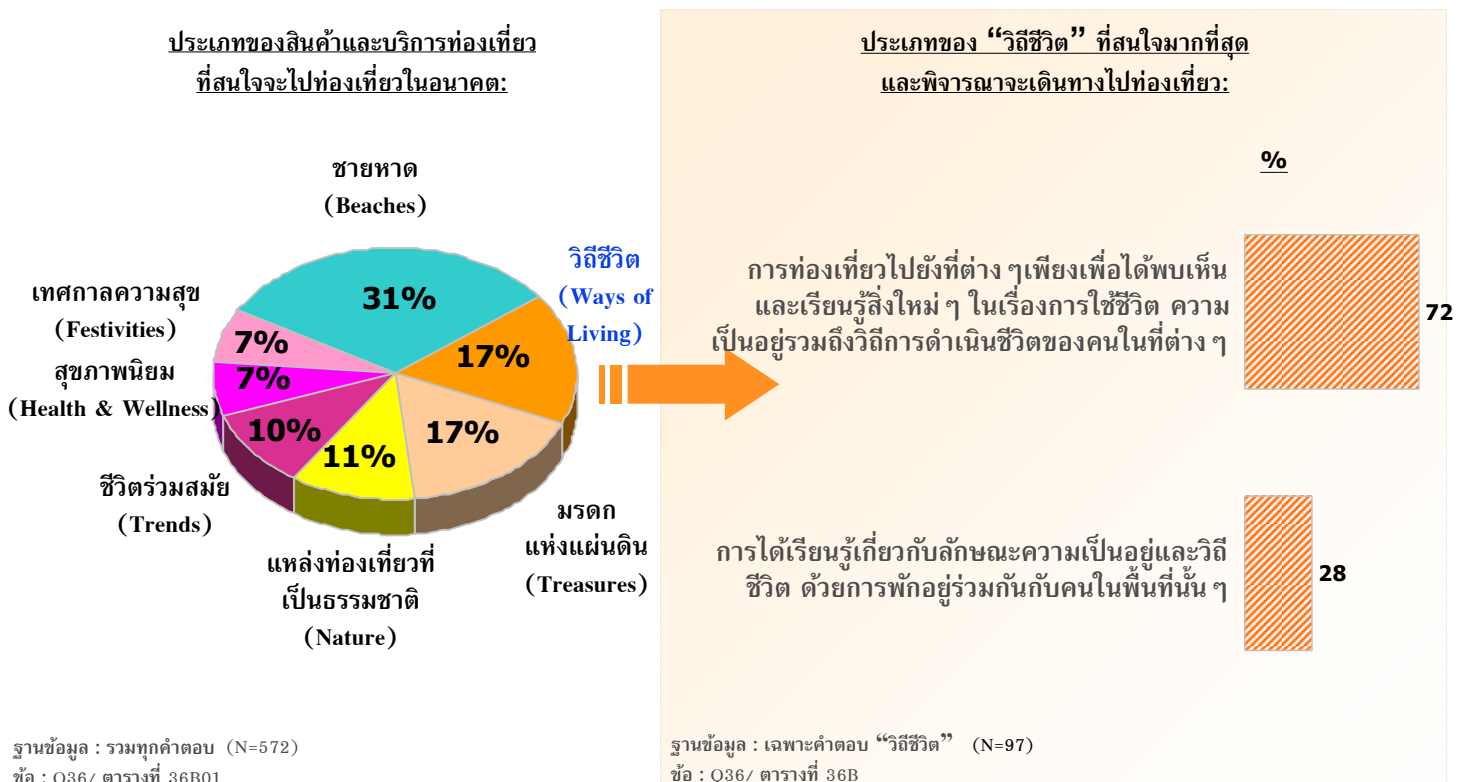 ประเภทของสินค้าและบริการท่องเที่ยว
ที่สนใจจะไปท่องเที่ยวในอนาคต:
ชายหาด
(Beaches)
วิถีชีวิต
(Ways of
Living)
เทศกาลความสุข
(Festivities)
สุขภาพนิยม
(Health & Wellness)
ชีวิตร่วมสมัย
(Trends)
แหล่งท่องเที่ยวที่
เป็นธรรมชาติ
(Nature)
มรดก
แห่งแผ่นดิน
(Treasures)
31%
17%
17%
11%
10%
7%
7%
ฐานข้อมูล : รวมทุกคำตอบ (N=572)
ข้อ : Q36/ ตารางที่ 36B01
ประเภทของ “วิถีชีวิต” ที่สนใจมากที่สุด
และพิจารณาจะเดินทางไปท่องเที่ยว:
%
การท่องเที่ยวไปยังที่ต่าง ๆเพียงเพื่อได้พบเห็น
และเรียนรู้สิ่งใหม่ ๆ ในเรื่องการใช้ชีวิต ความ
เป็นอยู่รวมถึงวิถีการดำเนินชีวิตของคนในที่ต่าง ๆ
72
การได้เรียนรู้เกี่ยวกับลักษณะความเป็นอยู่และวิถี
ชีวิต ด้วยการพักอยู่ร่วมกันกับคนในพื้นที่นั้น ๆ
28
ฐานข้อมูล : เฉพาะคำตอบ “วิถีชีวิต” (N=97)
ข้อ : Q36/ ตารางที่ 36B